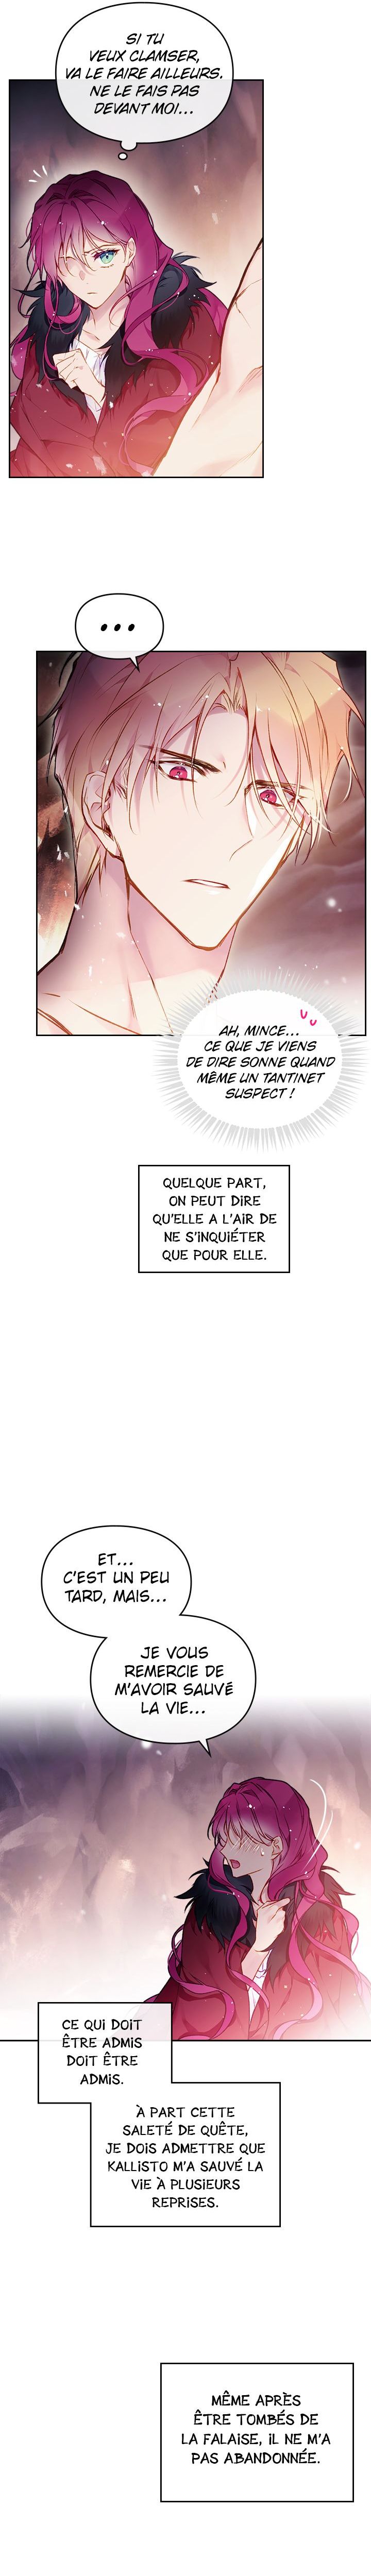 SI TU
VEUX CLAMSER,
VA LE FAIRE AILLEURS.
NE LE FAIS PAS
DEVANT MOI...
...
AH, MINCE...
CE QUE JE VIENS
DE DIRE SONNE QUAND
MÊME UN TANTINET
SUSPECT !
QUELQUE PART,
ON PEUT DIRE
QU'ELLE A L'AIR DE
NE S'INQUIÉTER
QUE POUR ELLE.
ET...
C'EST UN PEU
TARD, MAIS...
JE VOUS
REMERCIE DE
M'AVOIR SAUVÉ
LA VIE...
CE QUI DOIT
ÊTRE ADMIS
DOIT ÊTRE
ADMIS.
À PART CETTE
SALETÉ DE QUÊTE,
JE DOIS ADMETTRE QUE
KALLISTO M'A SAUVÉ LA
VIE À PLUSIEURS
REPRISES.
MÊME APRÈS
ÊTRE TOMBÉS DE
LA FALAISE, IL NE M'A
PAS ABANDONNÉE.